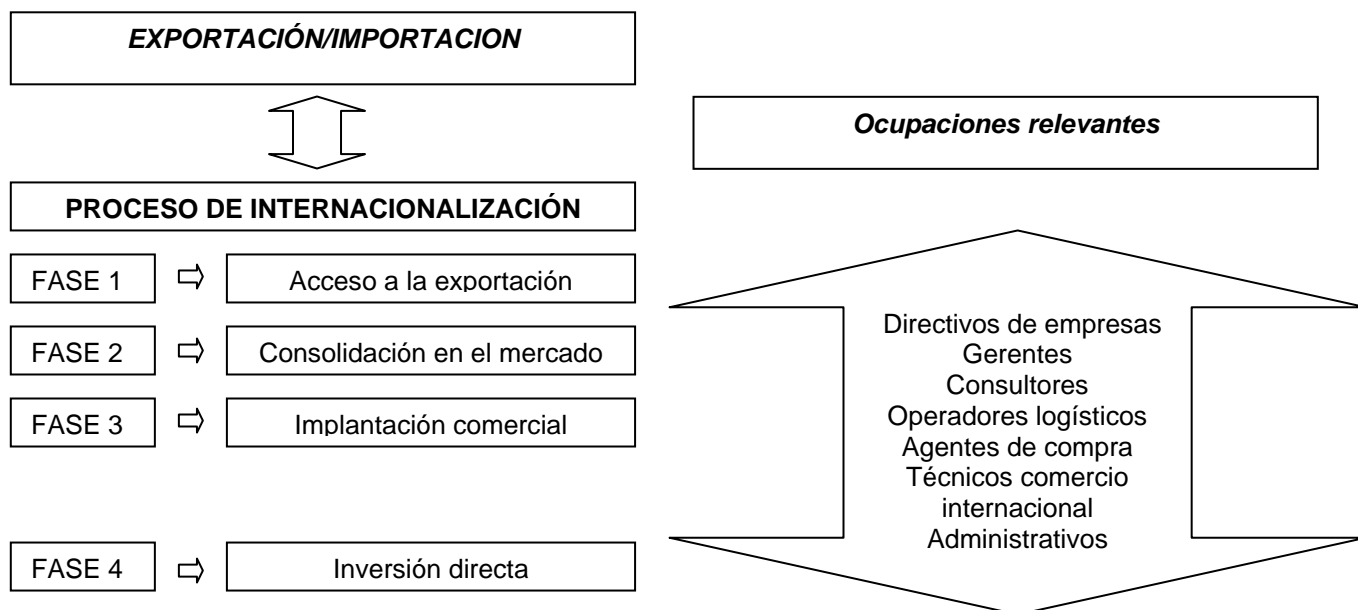 EXPORTACIÓN/IMPORTACION
PROCESO DE INTERNACIONALIZACIÓN
FASE 1
Acceso a la exportación
FASE 2
Consolidación en el mercado
FASE 3
Implantación comercial
FASE 4
Inversión directa
Ocupaciones relevantes
Directivos de empresas
Gerentes
Consultores
Operadores logísticos
Agentes de compra
Técnicos comercio
internacional
Administrativos